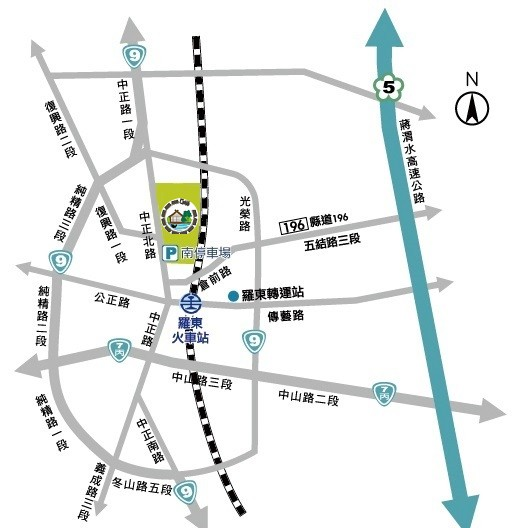 9
中正路一段
復興路二段
5
N
蔣渭水高速公路
純精路三段
復興路一段
中正北路
光榮路
196 縣道196
五結路三段
P 南停車場
倉前路
9
公正路
羅東轉運站
傳藝路
羅東
火車站
中正路
純精路二段
7丙
9
中山路三段
中山路二段
7丙
純精路一段
中正南路
義成路三段
冬山路五段
9